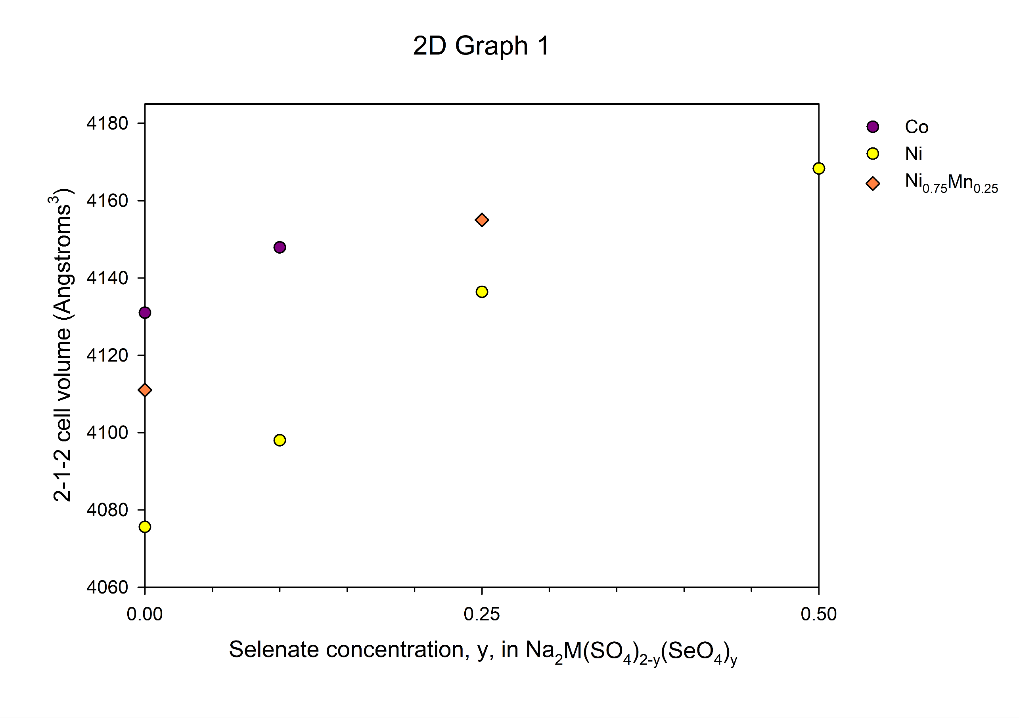 2D Graph 1
4180
4160
4140
4120
4100
4080
4060
2-1-2 cell volume (Angstroms³)
0.00 0.25 0.50
Selenate concentration, y, in Na₂M(SO₄)₂₋y(SeO₄)y
Co
Ni
Ni₀.₇₅Mn₀.₂₅